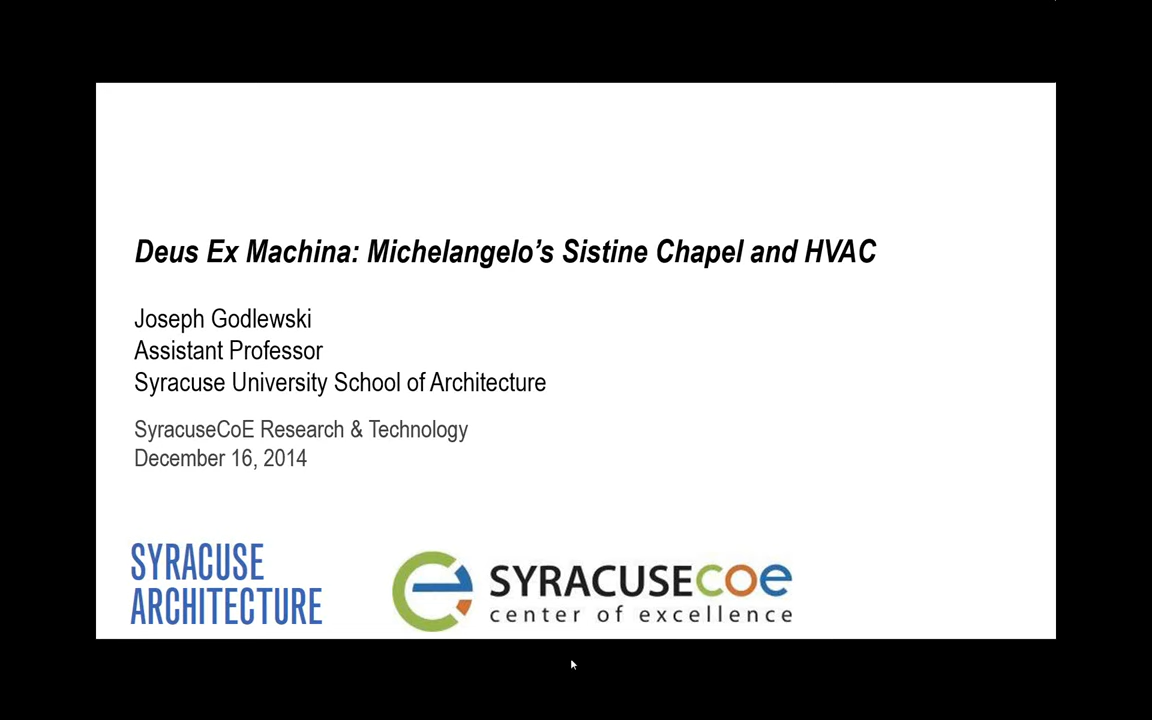 Deus Ex Machina: Michelangelo’s Sistine Chapel and HVAC
Joseph Godlewski
Assistant Professor
Syracuse University School of Architecture
SyracuseCoE Research & Technology
December 16, 2014
SYRACUSE
ARCHITECTURE
SYRACUSECOE
center of excellence